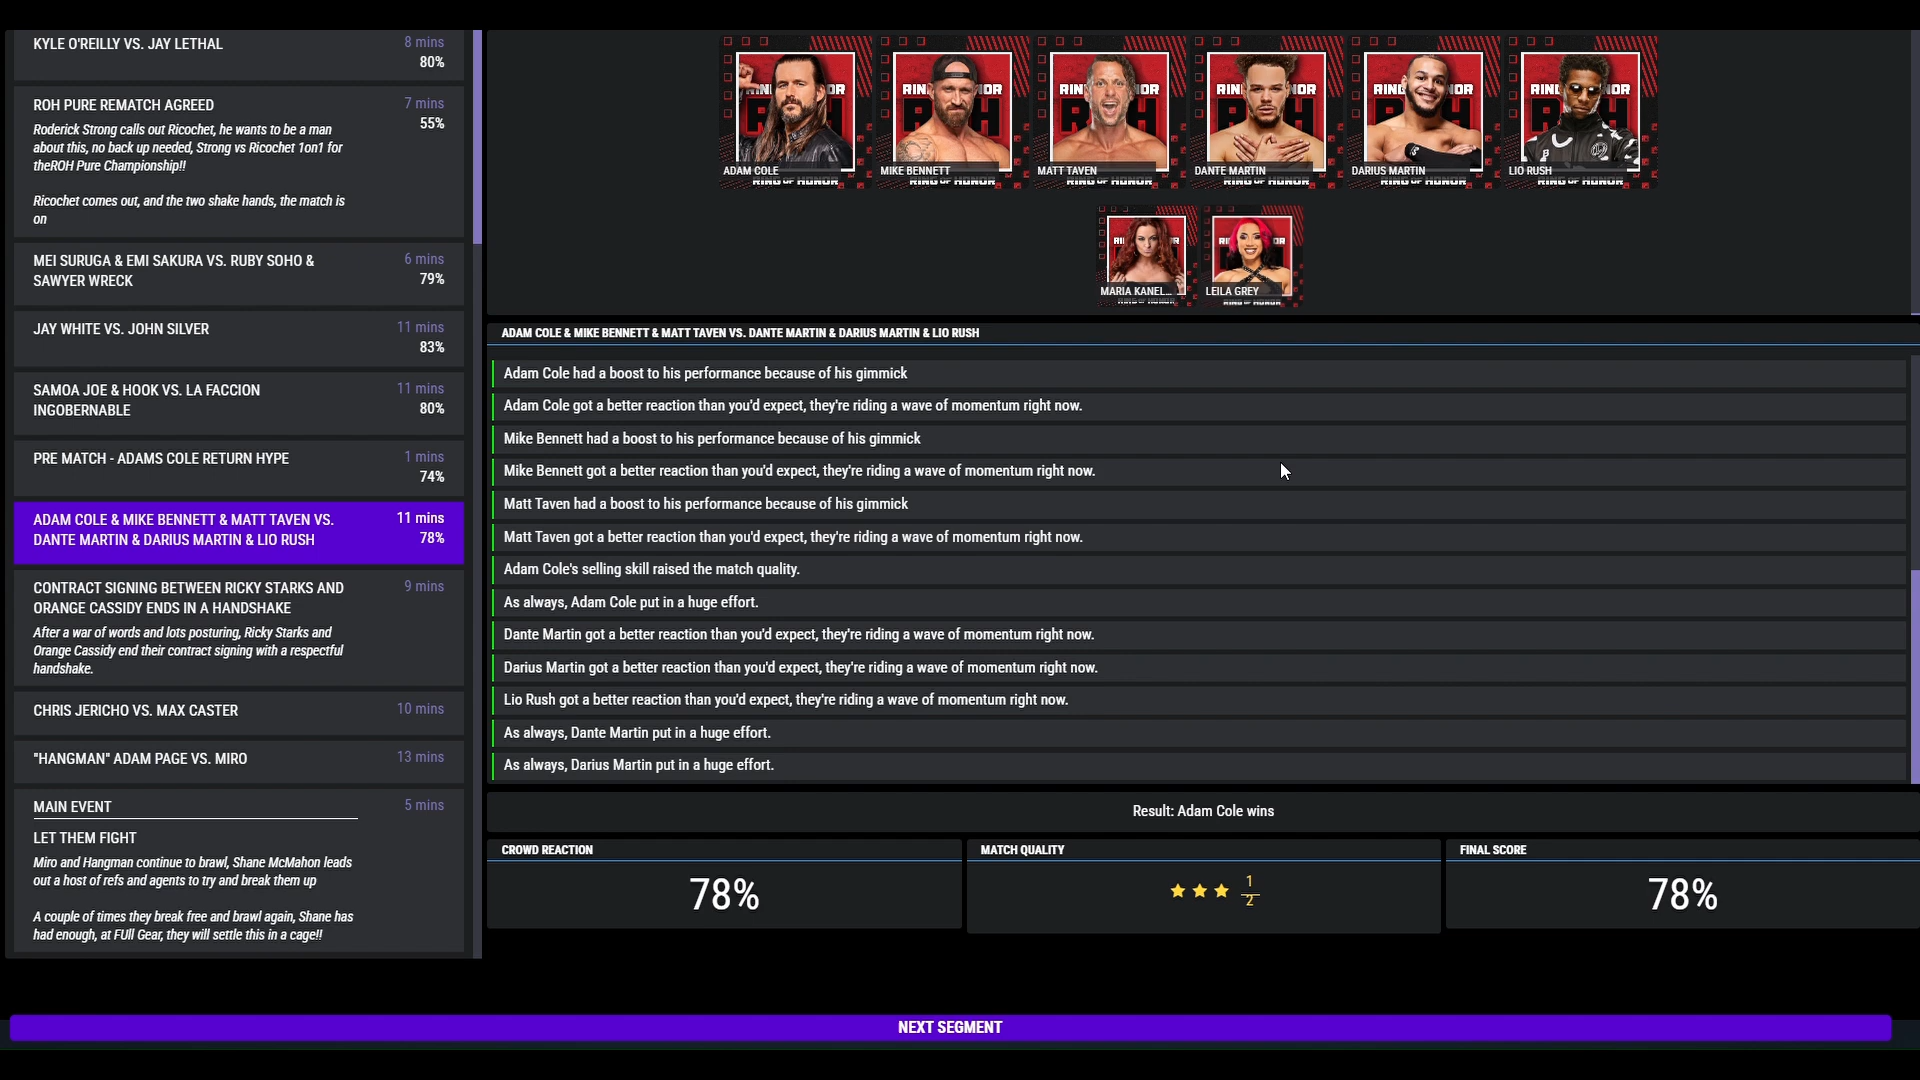 KYLE O'REILLY VS. JAY LETHAL
8 mins
80%
ROH PURE REMATCH AGREED
7 mins
55%
Roderick Strong calls out Ricochet, he wants to be a man
about this, no back up needed, Strong vs Ricochet 1on1 for
theROH Pure Championship!!
Ricochet comes out, and the two shake hands, the match is
on
MEI SURUGA & EMI SAKURA VS. RUBY SOHO &
SAWYER WRECK
6 mins
79%
JAY WHITE VS. JOHN SILVER
11 mins
83%
SAMOA JOE & HOOK VS. LA FACCION
INGOBERNABLE
11 mins
80%
PRE MATCH - ADAMS COLE RETURN HYPE
1 mins
74%
ADAM COLE & MIKE BENNETT & MATT TAVEN VS.
DANTE MARTIN & DARIUS MARTIN & LIO RUSH
11 mins
78%
CONTRACT SIGNING BETWEEN RICKY STARKS AND
ORANGE CASSIDY ENDS IN A HANDSHAKE
9 mins
After a war of words and lots posturing, Ricky Starks and
Orange Cassidy end their contract signing with a respectful
handshake.
CHRIS JERICHO VS. MAX CASTER
10 mins
"HANGMAN" ADAM PAGE VS. MIRO
13 mins
MAIN EVENT
5 mins
LET THEM FIGHT
Miro and Hangman continue to brawl, Shane McMahon leads
out a host of refs and agents to try and break them up
A couple of times they break free and brawl again, Shane has
had enough, at FUll Gear, they will settle this in a cage!!
ADAM COLE
MIKE BENNETT
MATT TAVEN
DANTE MARTIN
DARIUS MARTIN
LIO RUSH
MARIA KANEL...
LEILA GREY
ADAM COLE & MIKE BENNETT & MATT TAVEN VS. DANTE MARTIN & DARIUS MARTIN & LIO RUSH
Adam Cole had a boost to his performance because of his gimmick
Adam Cole got a better reaction than you'd expect, they're riding a wave of momentum right now.
Mike Bennett had a boost to his performance because of his gimmick
Mike Bennett got a better reaction than you'd expect, they're riding a wave of momentum right now.
Matt Taven had a boost to his performance because of his gimmick
Matt Taven got a better reaction than you'd expect, they're riding a wave of momentum right now.
Adam Cole's selling skill raised the match quality.
As always, Adam Cole put in a huge effort.
Dante Martin got a better reaction than you'd expect, they're riding a wave of momentum right now.
Darius Martin got a better reaction than you'd expect, they're riding a wave of momentum right now.
Lio Rush got a better reaction than you'd expect, they're riding a wave of momentum right now.
As always, Dante Martin put in a huge effort.
As always, Darius Martin put in a huge effort.
Result: Adam Cole wins
CROWD REACTION
78%
MATCH QUALITY
1/2
FINAL SCORE
78%
NEXT SEGMENT